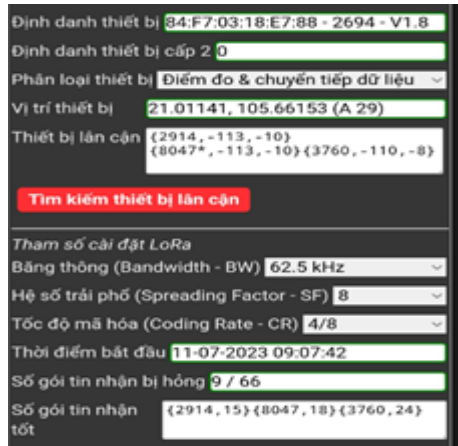 Định danh thiết bị 84:F7:03:18:E7:88 - 2694 - V1.8
Định danh thiết bị cấp 2 0
Phân loại thiết bị Điểm đo & chuyển tiếp dữ liệu
Vị trí thiết bị 21.01141, 105.66153 (A 29)
Thiết bị lân cận {2914,-113,-10}
{8047*,-113,-10}{3760,-110,-8}
Tìm kiếm thiết bị lân cận
Tham số cài đặt LoRa
Băng thông (Bandwidth - BW) 62.5 kHz
Hệ số trải phổ (Spreading Factor - SF) 8
Tốc độ mã hóa (Coding Rate - CR) 4/8
Thời điểm bắt đầu 11-07-2023 09:07:42
Số gói tin nhận bị hỏng 9 / 66
Số gói tin nhận {2914,15}{8047,18}{3760,24}
tốt